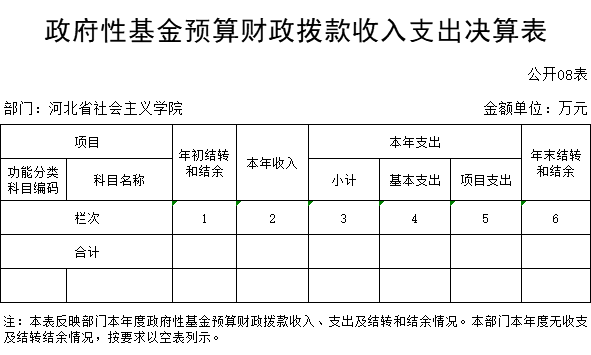 政府性基金预算财政拨款收入支出决算表
公开08表
部门：河北省社会主义学院 金额单位：万元
项目 年初结转和结余 本年收入 本年支出 年末结转和结余
功能分类科目编码 科目名称 小计 基本支出 项目支出
栏次 1 2 3 4 5 6
合计
注：本表反映部门本年度政府性基金预算财政拨款收入、支出及结转和结余情况。本部门本年度无收支
及结转结余情况，按要求以空表列示。